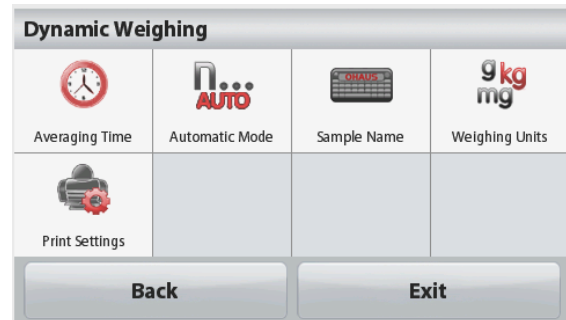 Dynamic Weighing
n...
AUTO
OHAUS
g kg
mg
Averaging Time
Automatic Mode
Sample Name
Weighing Units
Print Settings
Back
Exit